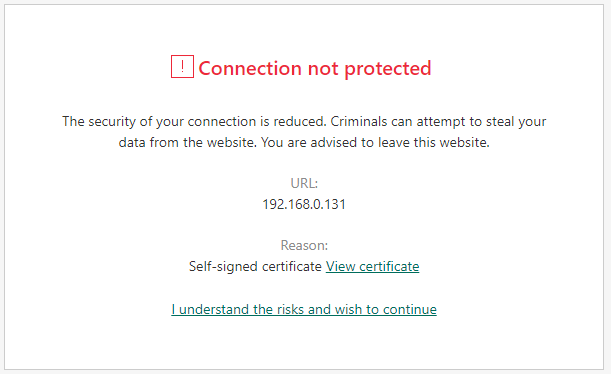 ! Connection not protected
The security of your connection is reduced. Criminals can attempt to steal your
data from the website. You are advised to leave this website.
URL:
192.168.0.131
Reason:
Self-signed certificate View certificate
I understand the risks and wish to continue